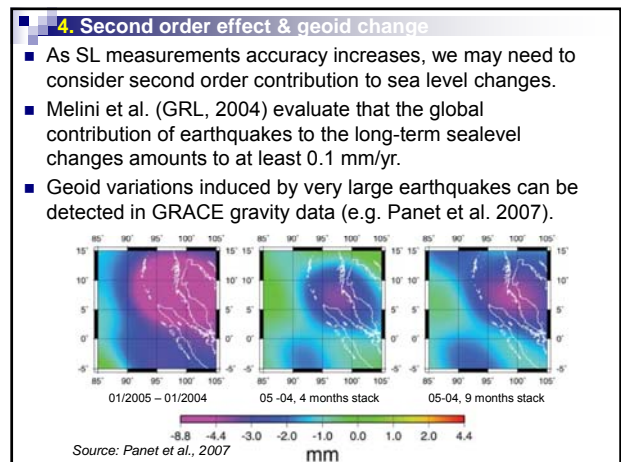 4. Second order effect & geoid change
■ As SL measurements accuracy increases, we may need to
consider second order contribution to sea level changes.
■ Melini et al. (GRL, 2004) evaluate that the global
contribution of earthquakes to the long-term sealevel
changes amounts to at least 0.1 mm/yr.
■ Geoid variations induced by very large earthquakes can be
detected in GRACE gravity data (e.g. Panet et al. 2007).
85˚ 90˚ 95˚ 100˚ 105˚ 85˚ 90˚ 95˚ 100˚ 105˚ 85˚ 90˚ 95˚ 100˚ 105˚
15˚ 15˚ 15˚ 15˚
10˚ 10˚ 10˚ 10˚
5˚ 5˚ 5˚ 5˚
0˚ 0˚ 0˚ 0˚
-5˚ -5˚ -5˚ -5˚
85˚ 90˚ 95˚ 100˚ 105˚ 85˚ 90˚ 95˚ 100˚ 105˚ 85˚ 90˚ 95˚ 100˚ 105˚
01/2005 – 01/2004 05 -04, 4 months stack 05-04, 9 months stack
-8.8 -4.4 -3.0 -2.0 -1.0 0.0 1.0 2.0 4.4
Source: Panet et al., 2007 mm